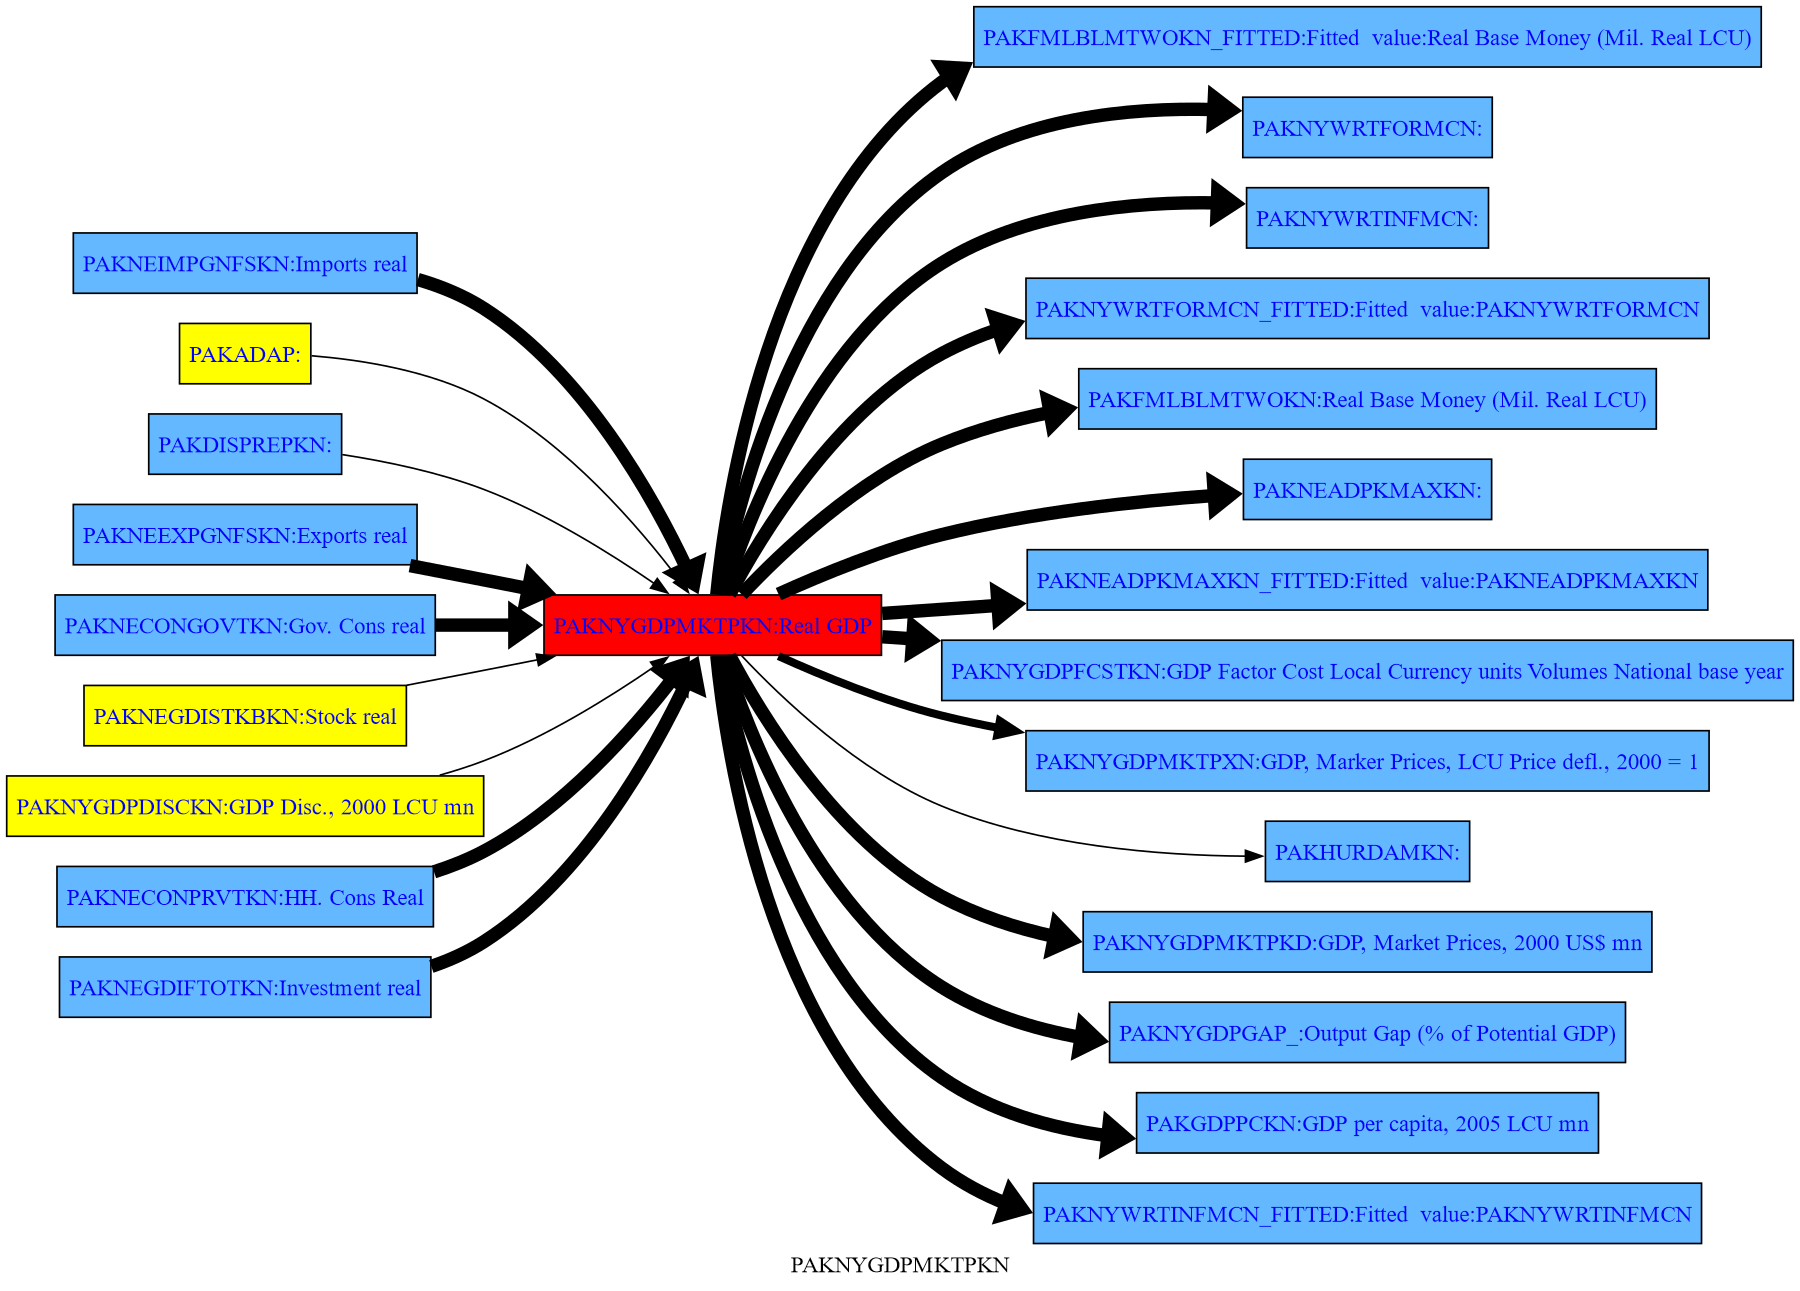 PAKNEIMPGNFSKN:Imports real
PAKADAP:
PAKDISPREPKN:
PAKNEEXPGNFSKN:Exports real
PAKNECONGOVTKN:Gov. Cons real
PAKNEGDISTKBKN:Stock real
PAKNYGDPDISCKN:GDP Disc., 2000 LCU mn
PAKNECONPRVTKN:HH. Cons Real
PAKNEGDIFTOTKN:Investment real
PAKNYGDPMKTPKN:Real GDP
PAKFMLBLMTWOKN_FITTED:Fitted  value:Real Base Money (Mil. Real LCU)
PAKNYWRTFORMCN:
PAKNYWRTINFMCN:
PAKNYWRTFORMCN_FITTED:Fitted  value:PAKNYWRTFORMCN
PAKFMLBLMTWOKN:Real Base Money (Mil. Real LCU)
PAKNEADPKMAXKN:
PAKNEADPKMAXKN_FITTED:Fitted  value:PAKNEADPKMAXKN
PAKNYGDPFCSTKN:GDP Factor Cost Local Currency units Volumes National base year
PAKNYGDPMKTPXN:GDP, Marker Prices, LCU Price defl., 2000 = 1
PAKHURDAMKN:
PAKNYGDPMKTPKD:GDP, Market Prices, 2000 US$ mn
PAKNYGDPGAP_:Output Gap (% of Potential GDP)
PAKGDPPCKN:GDP per capita, 2005 LCU mn
PAKNYWRTINFMCN_FITTED:Fitted  value:PAKNYWRTINFMCN
PAKNYGDPMKTPKN